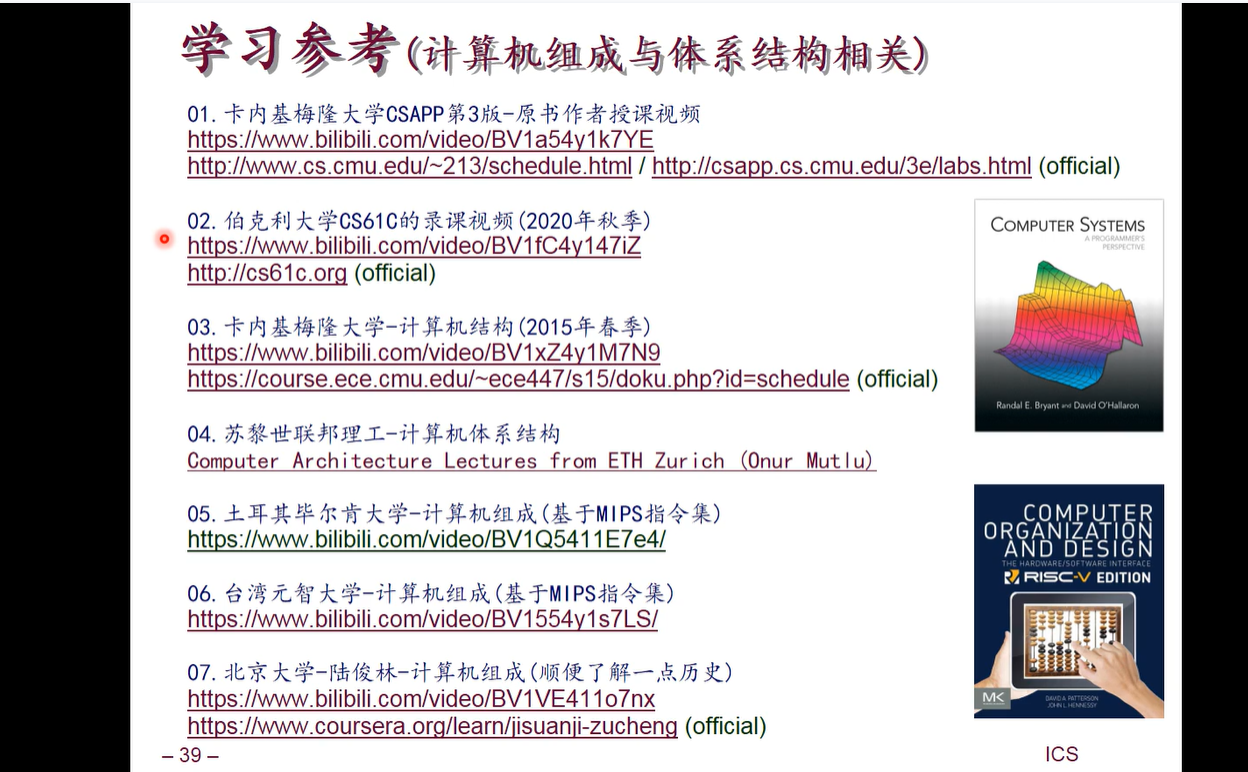 学习参考(计算机组成与体系结构相关)
01. 卡内基梅隆大学CSAPP第3版-原书作者授课视频
https://www.bilibili.com/video/BV1a54y1k7YE
http://www.cs.cmu.edu/~213/schedule.html / http://csapp.cs.cmu.edu/3e/labs.html (official)
02. 伯克利大学CS61C的录课视频(2020年秋季)
https://www.bilibili.com/video/BV1fC4y147iZ
http://cs61c.org (official)
03. 卡内基梅隆大学-计算机结构(2015年春季)
https://www.bilibili.com/video/BV1xZ4y1M7N9
https://course.ece.cmu.edu/~ece447/s15/doku.php?id=schedule (official)
04. 苏黎世联邦理工-计算机体系结构
Computer Architecture Lectures from ETH Zurich (Onur Mutlu)
05. 土耳其毕尔肯大学-计算机组成(基于MIPS指令集)
https://www.bilibili.com/video/BV1Q5411E7e4/
06. 台湾元智大学-计算机组成(基于MIPS指令集)
https://www.bilibili.com/video/BV1554y1s7LS/
07. 北京大学-陆俊林-计算机组成(顺便了解一点历史)
https://www.bilibili.com/video/BV1VE411o7nx
https://www.coursera.org/learn/jisuanji-zucheng (official)
COMPUTER SYSTEMS
A PROGRAMMER'S
PERSPECTIVE
Randal E. Bryant and David O'Hallaron
COMPUTER
ORGANIZATION
AND DESIGN
THE HARDWARE/SOFTWARE INTERFACE
RISC-V EDITION
MK
DAVID A. PATTERSON
JOHN L. HENNESSY
– 39 –
ICS